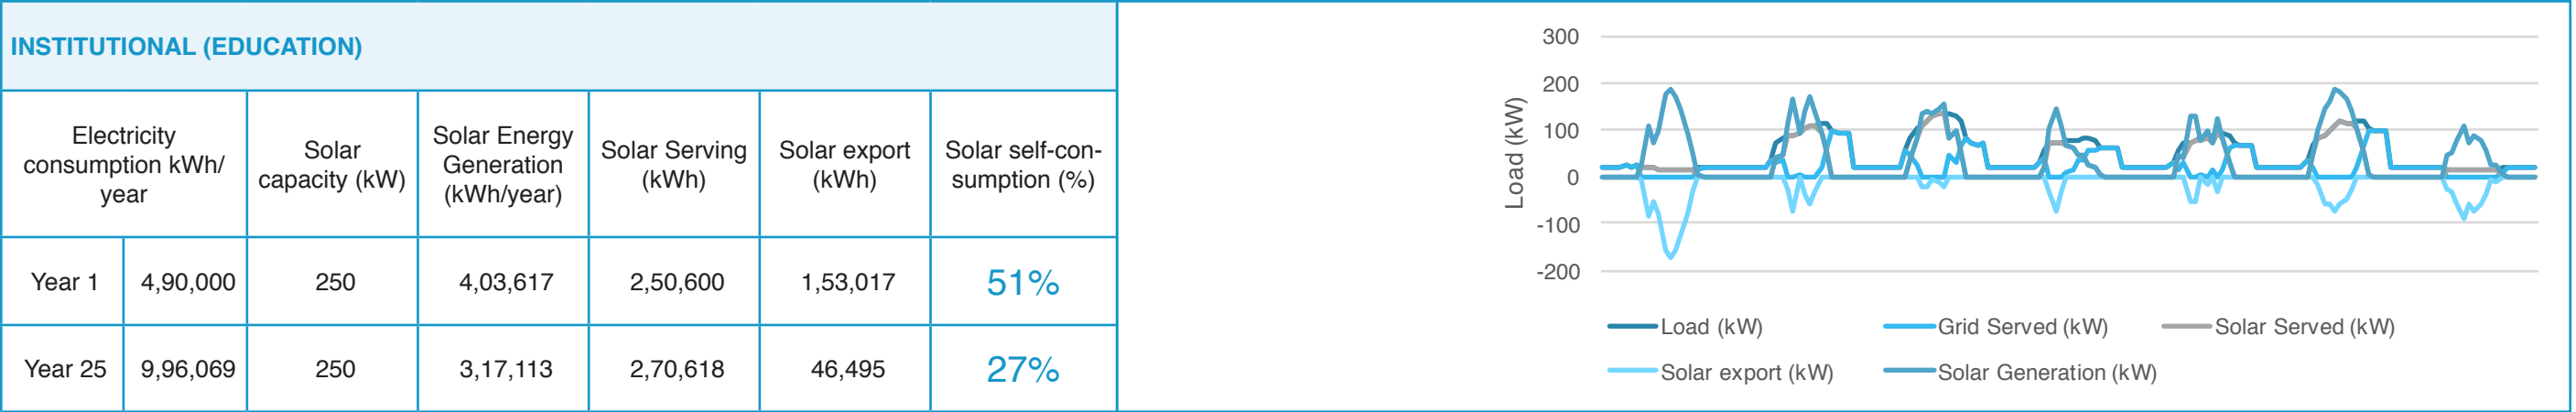 INSTITUTIONAL (EDUCATION)
Electricity
consumption kWh/
year
Solar
capacity (kW)
Solar Energy
Generation
(kWh/year)
Solar Serving
(kWh)
Solar export
(kWh)
Solar self-con-
sumption (%)
Year 1 4,90,000 250 4,03,617 2,50,600 1,53,017 51%
Year 25 9,96,069 250 3,17,113 2,70,618 46,495 27%
Load (kW)
300
200
100
0
-100
-200
Load (kW) Grid Served (kW) Solar Served (kW)
Solar export (kW) Solar Generation (kW)